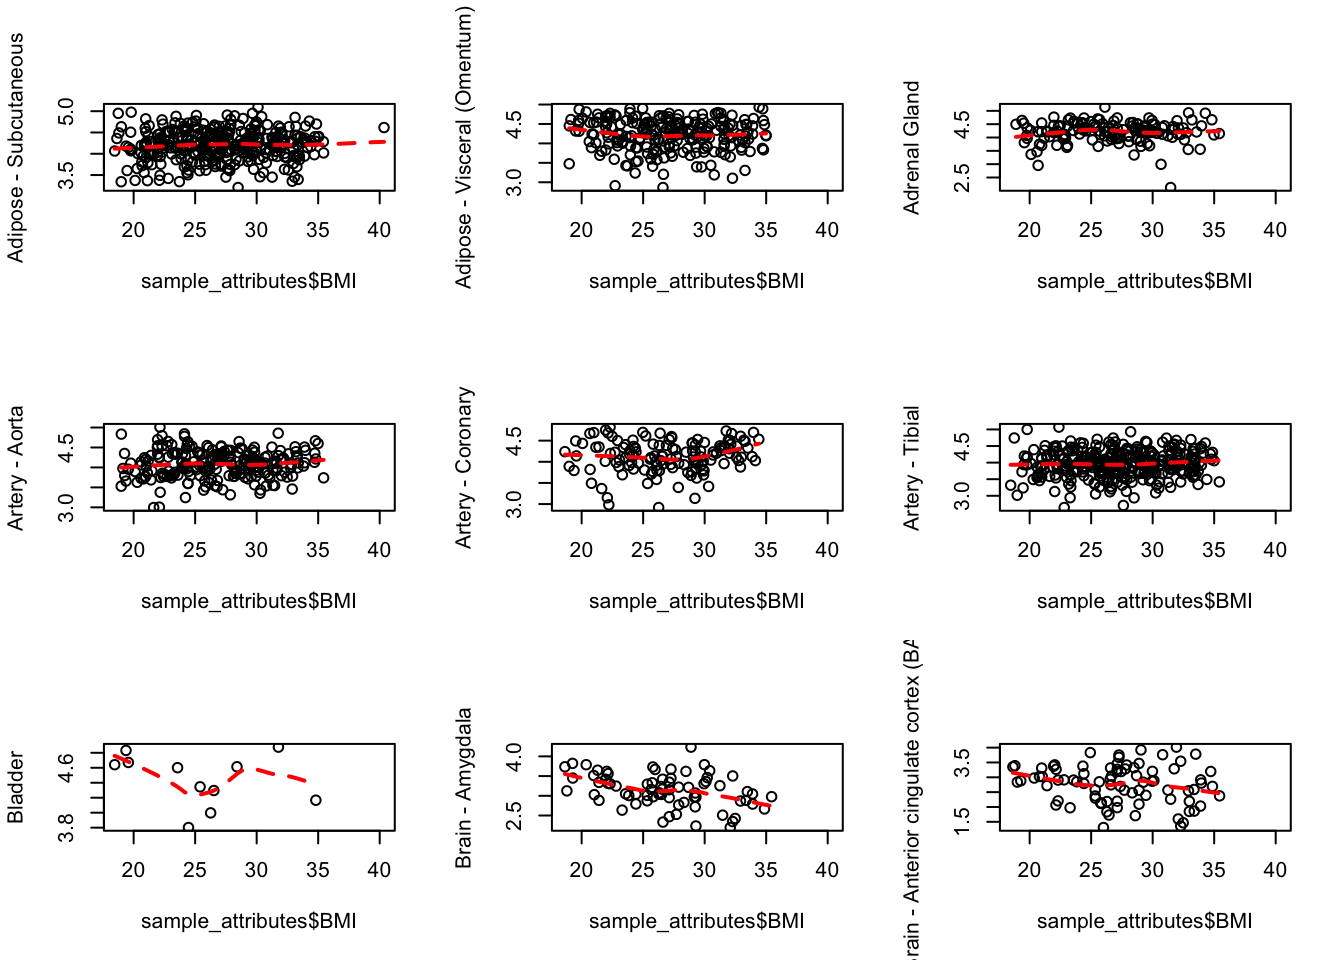 Adipose - Subcutaneous
3.5 5.0
20 25 30 35 40
sample_attributes$BMI
Adipose - Visceral (Omentum)
3.0 4.5
20 25 30 35 40
sample_attributes$BMI
Adrenal Gland
2.5 4.5
20 25 30 35 40
sample_attributes$BMI
Artery - Aorta
3.0 4.5
20 25 30 35 40
sample_attributes$BMI
Artery - Coronary
3.0 4.5
20 25 30 35 40
sample_attributes$BMI
Artery - Tibial
3.0 4.5
20 25 30 35 40
sample_attributes$BMI
Bladder
3.8 4.6
20 25 30 35 40
sample_attributes$BMI
Brain - Amygdala
2.5 4.0
20 25 30 35 40
sample_attributes$BMI
rain - Anterior cingulate cortex (BA
1.5 3.5
20 25 30 35 40
sample_attributes$BMI